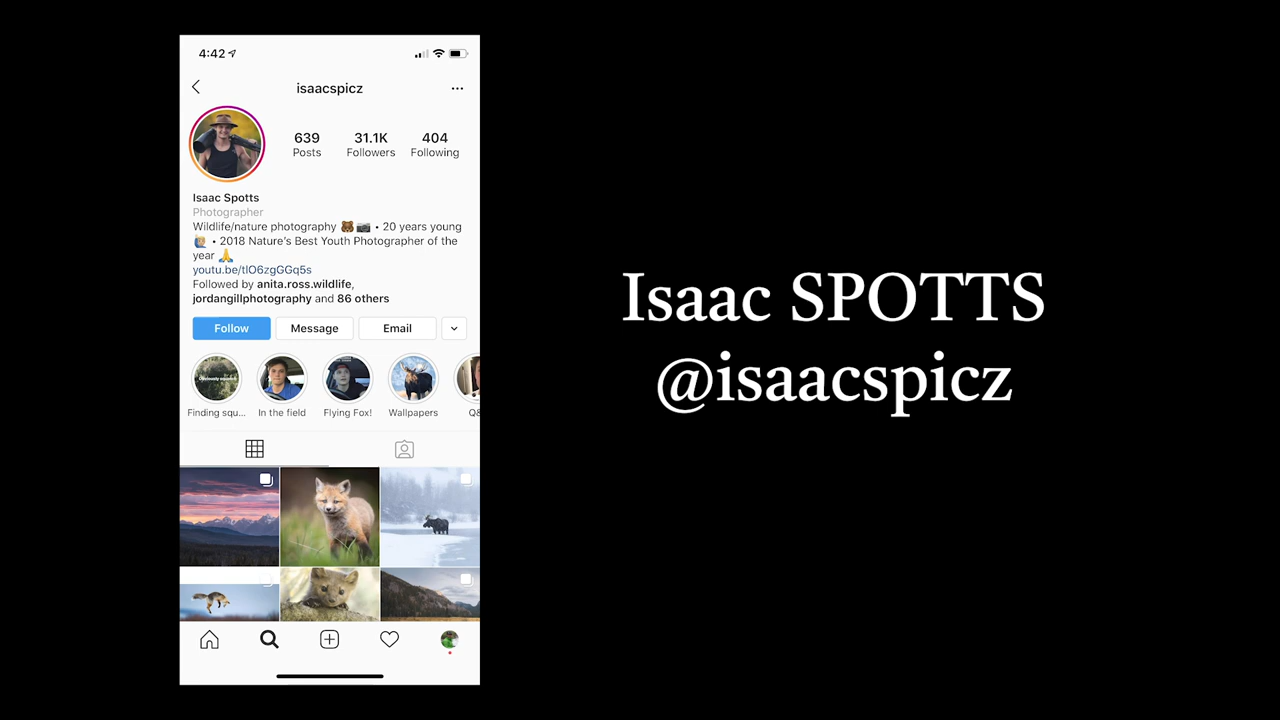 4:42
isaacspicz
639
31.1K
404
Posts
Followers
Following
Isaac Spotts
Photographer
Wildlife/nature photography 🐻📷 • 20 years young
🙋🏼‍♂️ • 2018 Nature's Best Youth Photographer of the
year 🙏
youtu.be/tlO6zgGGq5s
Followed by anita.ross.wildlife,
jordangillphotography and 86 others
Follow
Message
Email
Finding squ...
In the field
Flying Fox!
Wallpapers
Q&
Isaac SPOTTS
@isaacspicz